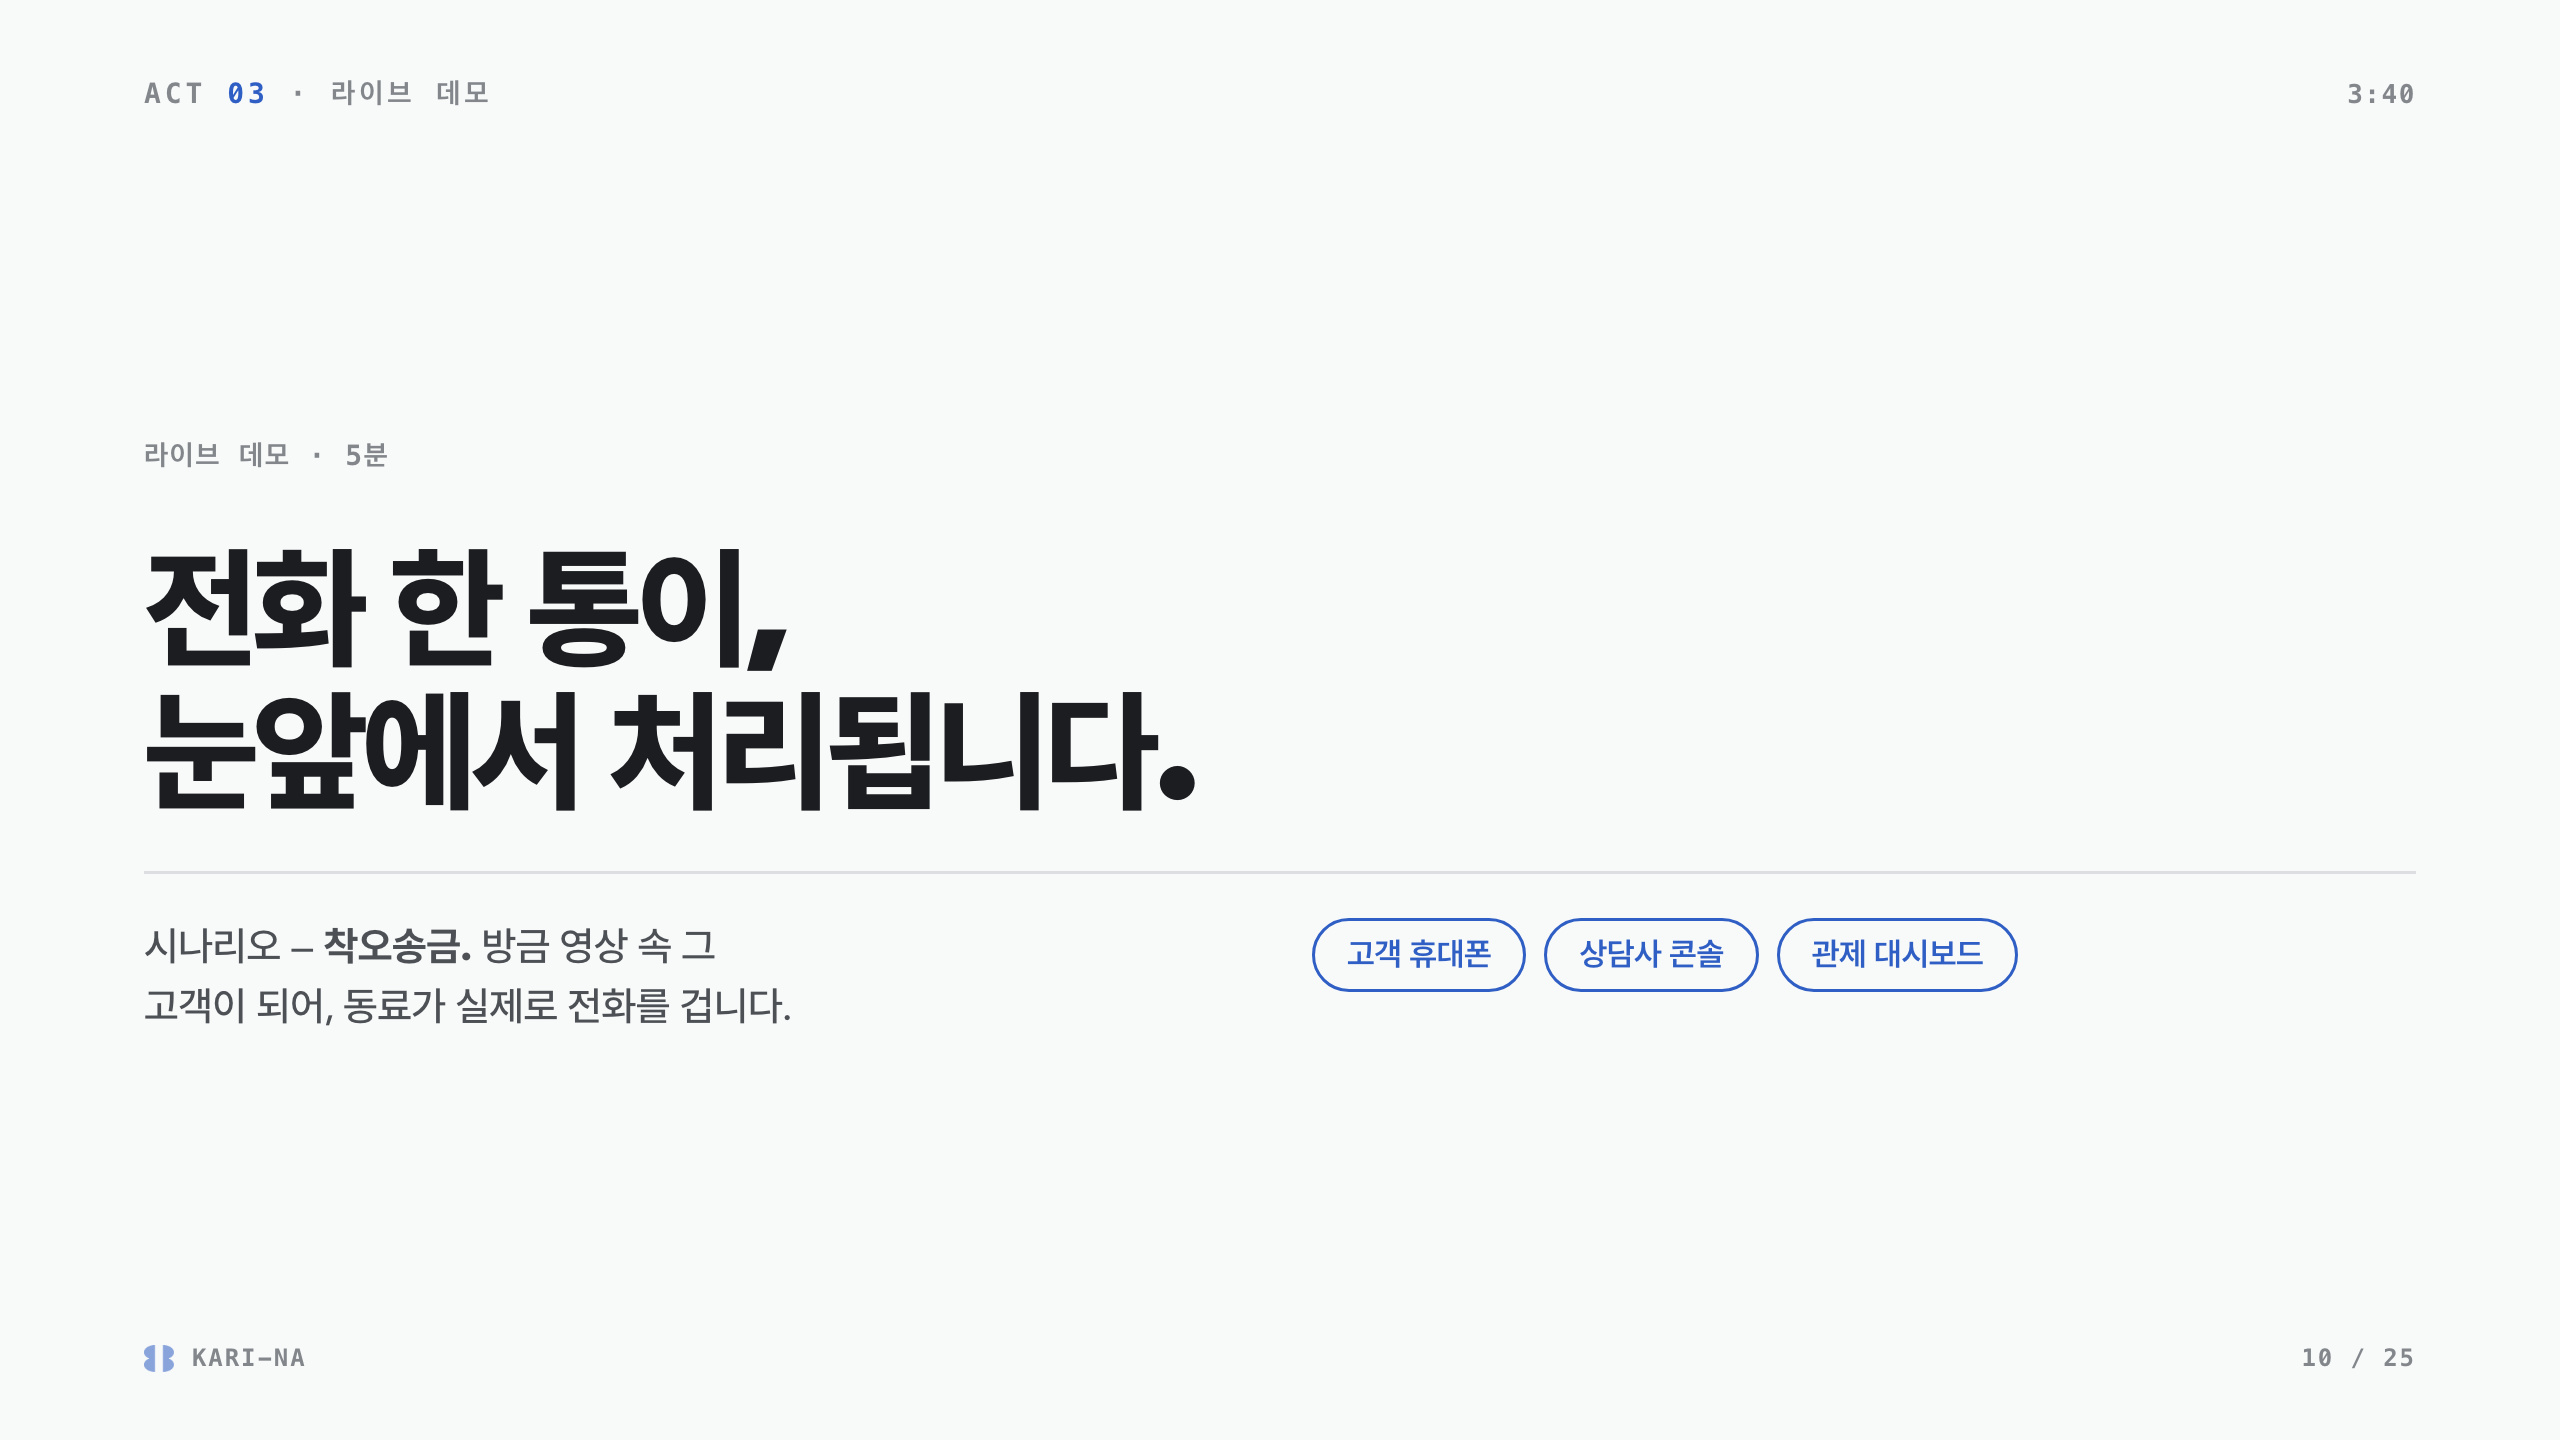 ACT 03 · 라이브 데모
3:40
라이브 데모 · 5분
전화 한 통이,
눈앞에서 처리됩니다.
시나리오 – 착오송금. 방금 영상 속 그
고객이 되어, 동료가 실제로 전화를 겁니다.
고객 휴대폰
상담사 콘솔
관제 대시보드
KARI–NA
10 / 25